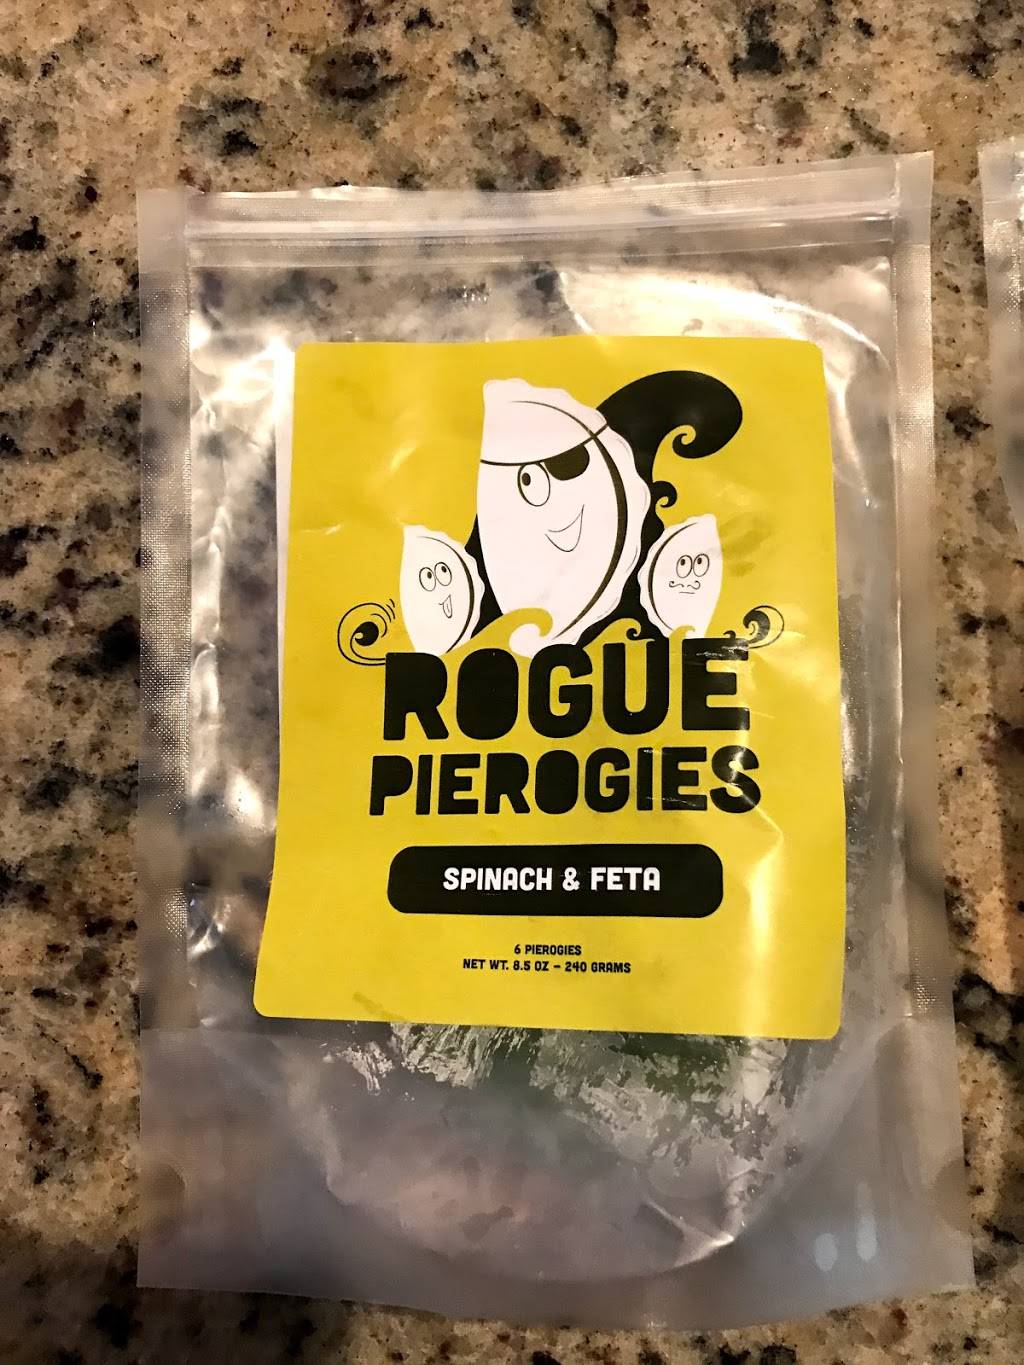 ROGUE
PIEROGIES
SPINACH & FETA
6 PIEROGIES
NET WT. 8.5 OZ – 240 GRAMS